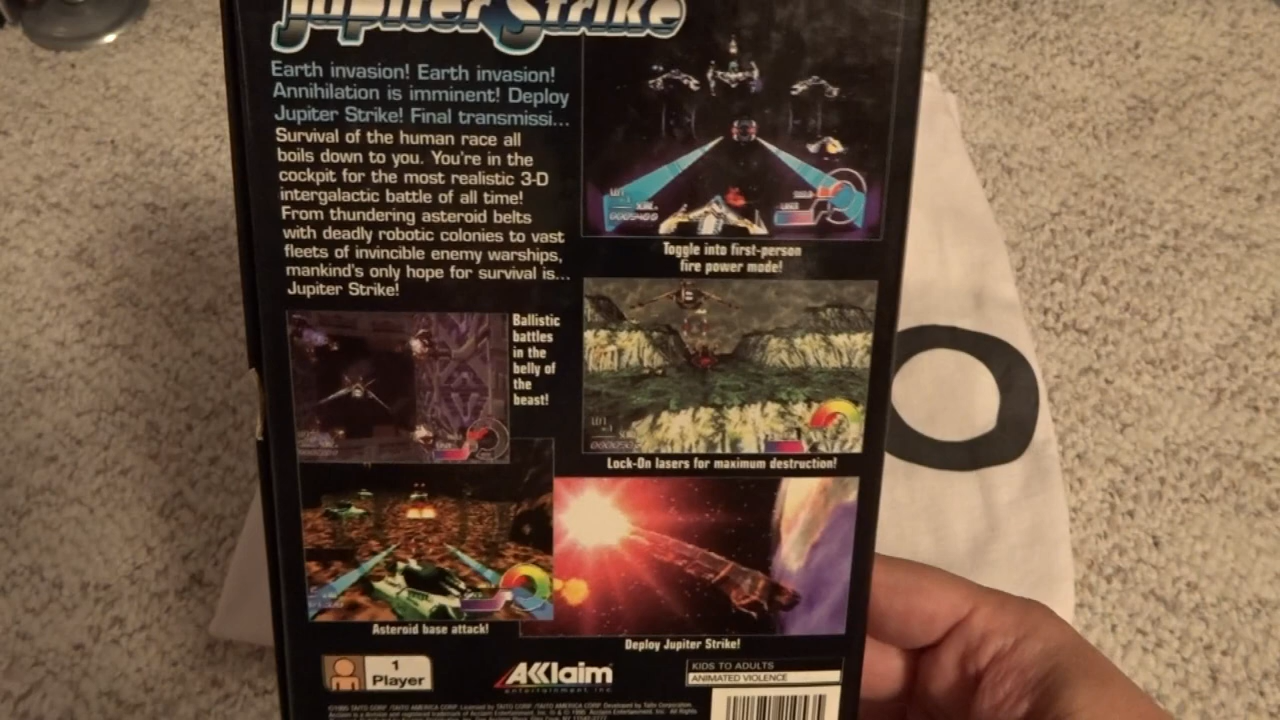 Jupiter Strike
Earth invasion! Earth invasion!
Annihilation is imminent! Deploy
Jupiter Strike! Final transmissi...
Survival of the human race all
boils down to you. You're in the
cockpit for the most realistic 3-D
intergalactic battle of all time!
From thundering asteroid belts
with deadly robotic colonies to vast
fleets of invincible enemy warships,
mankind's only hope for survival is...
Jupiter Strike!
Toggle into first-person
fire power mode!
Ballistic
battles
in the
belly of
the
beast!
Lock-On lasers for maximum destruction!
Asteroid base attack!
Deploy Jupiter Strike!
1
Player
AKlaim
entertainment, inc.
KIDS TO ADULTS
ANIMATED VIOLENCE
O